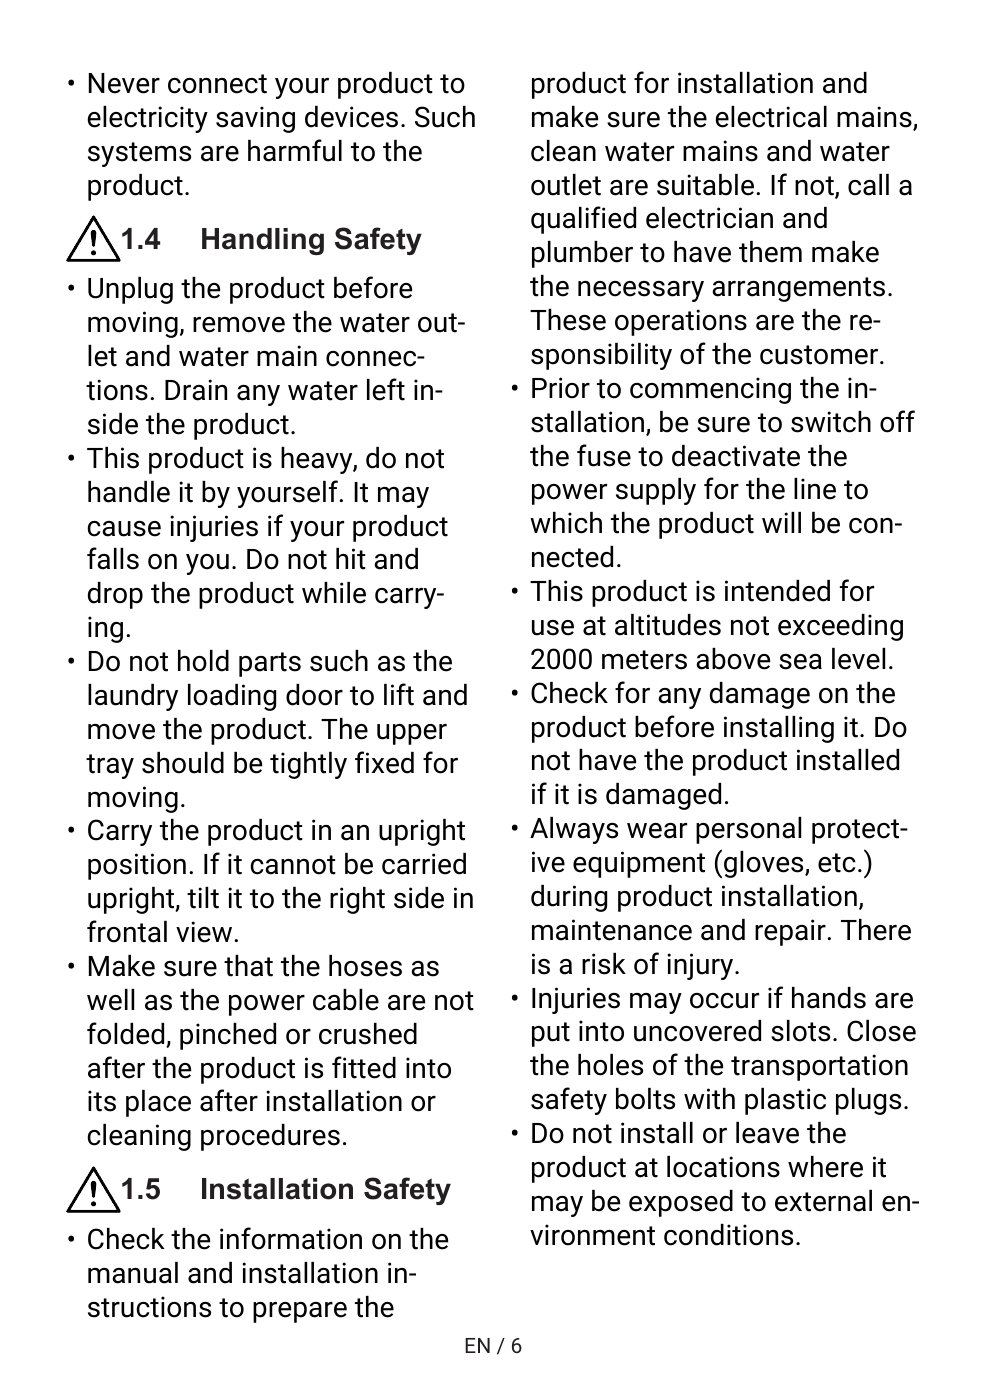 • Never connect your product to
electricity saving devices. Such
systems are harmful to the
product.
1.4 Handling Safety
• Unplug the product before
moving, remove the water out-
let and water main connec-
tions. Drain any water left in-
side the product.
• This product is heavy, do not
handle it by yourself. It may
cause injuries if your product
falls on you. Do not hit and
drop the product while carry-
ing.
• Do not hold parts such as the
laundry loading door to lift and
move the product. The upper
tray should be tightly fixed for
moving.
• Carry the product in an upright
position. If it cannot be carried
upright, tilt it to the right side in
frontal view.
• Make sure that the hoses as
well as the power cable are not
folded, pinched or crushed
after the product is fitted into
its place after installation or
cleaning procedures.
1.5 Installation Safety
• Check the information on the
manual and installation in-
structions to prepare the
product for installation and
make sure the electrical mains,
clean water mains and water
outlet are suitable. If not, call a
qualified electrician and
plumber to have them make
the necessary arrangements.
These operations are the re-
sponsibility of the customer.
• Prior to commencing the in-
stallation, be sure to switch off
the fuse to deactivate the
power supply for the line to
which the product will be con-
nected.
• This product is intended for
use at altitudes not exceeding
2000 meters above sea level.
• Check for any damage on the
product before installing it. Do
not have the product installed
if it is damaged.
• Always wear personal protect-
ive equipment (gloves, etc.)
during product installation,
maintenance and repair. There
is a risk of injury.
• Injuries may occur if hands are
put into uncovered slots. Close
the holes of the transportation
safety bolts with plastic plugs.
• Do not install or leave the
product at locations where it
may be exposed to external en-
vironment conditions.
EN / 6